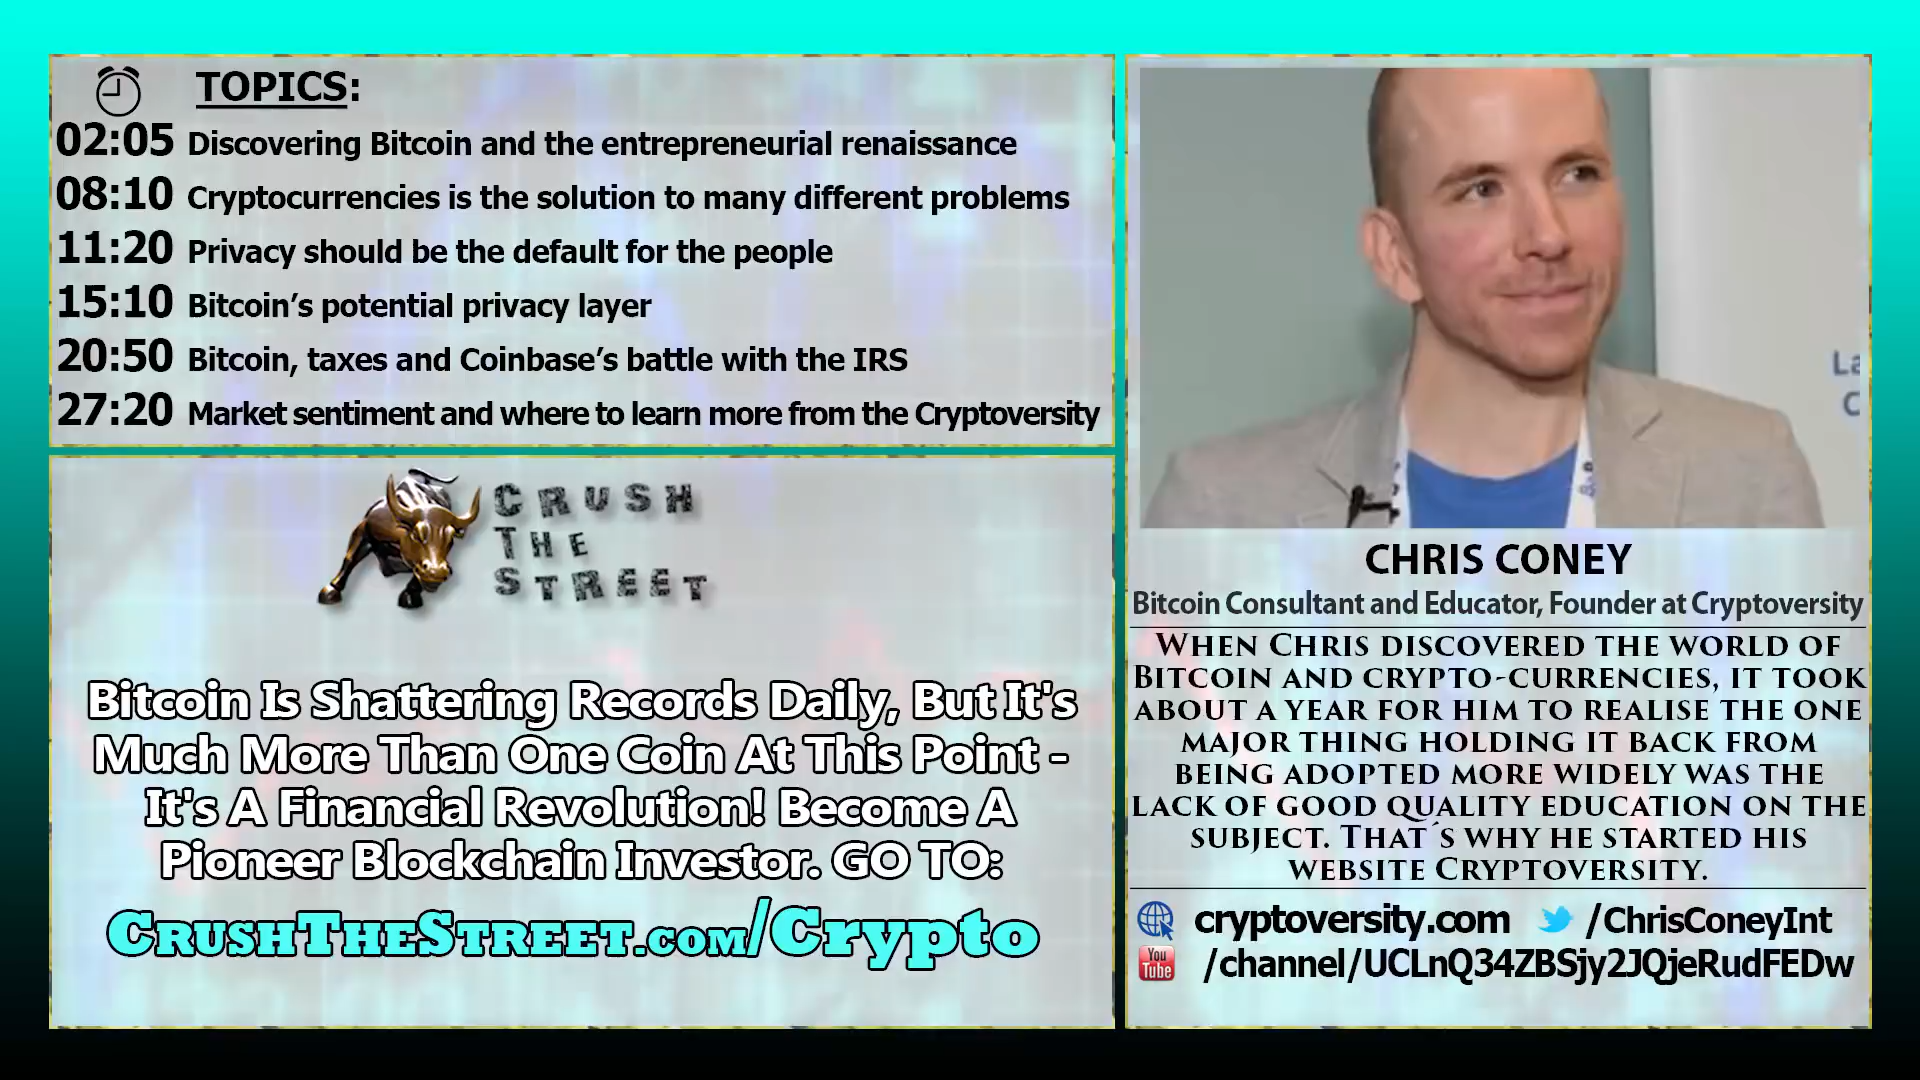 TOPICS:
02:05 Discovering Bitcoin and the entrepreneurial renaissance
08:10 Cryptocurrencies is the solution to many different problems
11:20 Privacy should be the default for the people
15:10 Bitcoin’s potential privacy layer
20:50 Bitcoin, taxes and Coinbase’s battle with the IRS
27:20 Market sentiment and where to learn more from the Cryptoversity
CRUSH
THE
STREET
Bitcoin Is Shattering Records Daily, But It's
Much More Than One Coin At This Point -
It's A Financial Revolution! Become A
Pioneer Blockchain Investor. GO TO:
CRUSHTHESTREET.COM/Crypto
La
C
CHRIS CONEY
Bitcoin Consultant and Educator, Founder at Cryptoversity
WHEN CHRIS DISCOVERED THE WORLD OF
BITCOIN AND CRYPTO-CURRENCIES, IT TOOK
ABOUT A YEAR FOR HIM TO REALISE THE ONE
MAJOR THING HOLDING IT BACK FROM
BEING ADOPTED MORE WIDELY WAS THE
LACK OF GOOD QUALITY EDUCATION ON THE
SUBJECT. THAT´S WHY HE STARTED HIS
WEBSITE CRYPTOVERSITY.
cryptoversity.com /ChrisConeyInt
You Tube /channel/UCLnQ34ZBSjy2JQjeRudFEDw